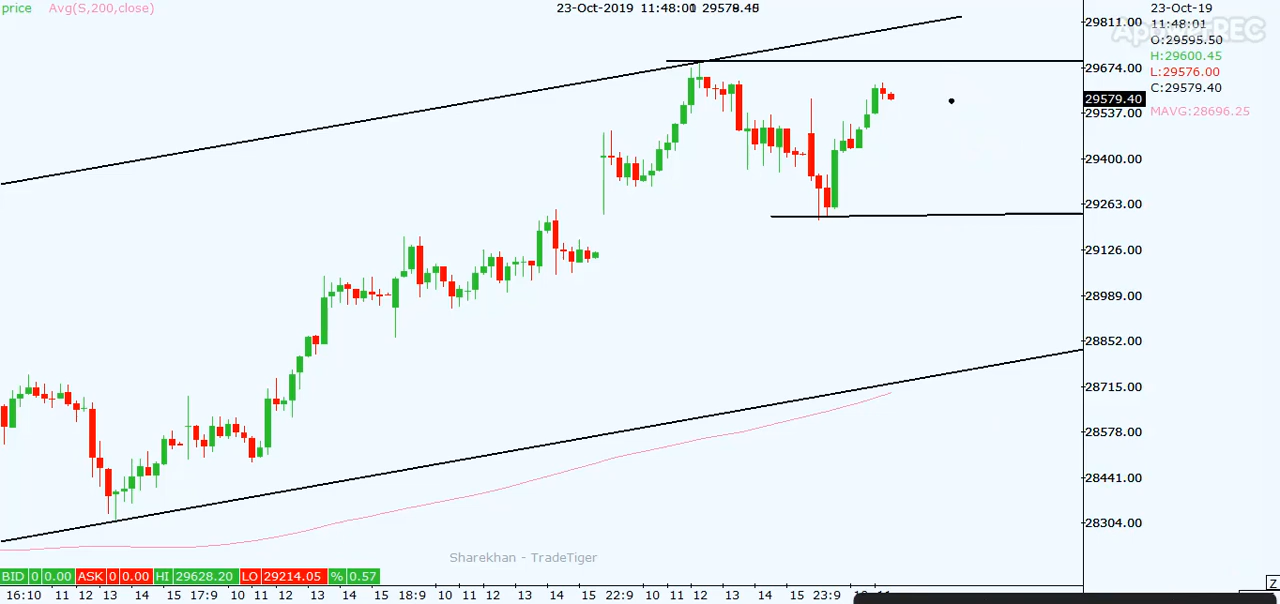 price Avg(S,200,close) 23-Oct-2019 11:48:01 29579.40
23-Oct-19
11:48:01
O:29595.50
H:29600.45
L:29576.00
C:29579.40
MAVG:28696.25
ApowerREC
29811.00
29674.00
29579.40
29537.00
29400.00
29263.00
29126.00
28989.00
28852.00
28715.00
28578.00
28441.00
28304.00
Sharekhan - TradeTiger
BID 0 0.00 ASK 0 0.00 HI 29628.20 LO 29214.05 % 0.57
16:10 11 12 13 14 15 17:9 10 11 12 13 14 15 18:9 10 11 12 13 14 15 22:9 10 11 12 13 14 15 23:9
Z